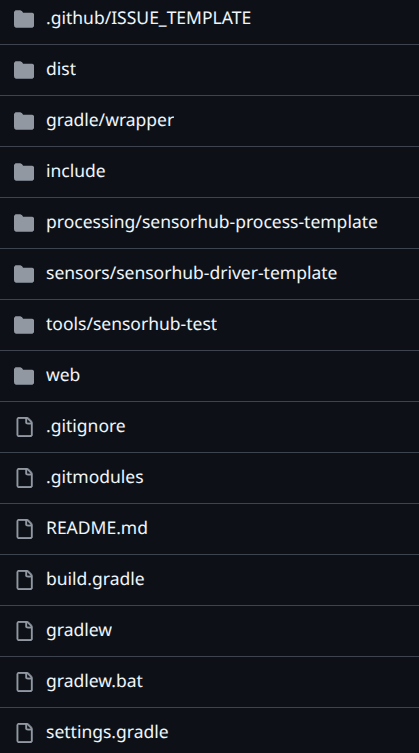 .github/ISSUE_TEMPLATE
dist
gradle/wrapper
include
processing/sensorhub-process-template
sensors/sensorhub-driver-template
tools/sensorhub-test
web
.gitignore
.gitmodules
README.md
build.gradle
gradlew
gradlew.bat
settings.gradle